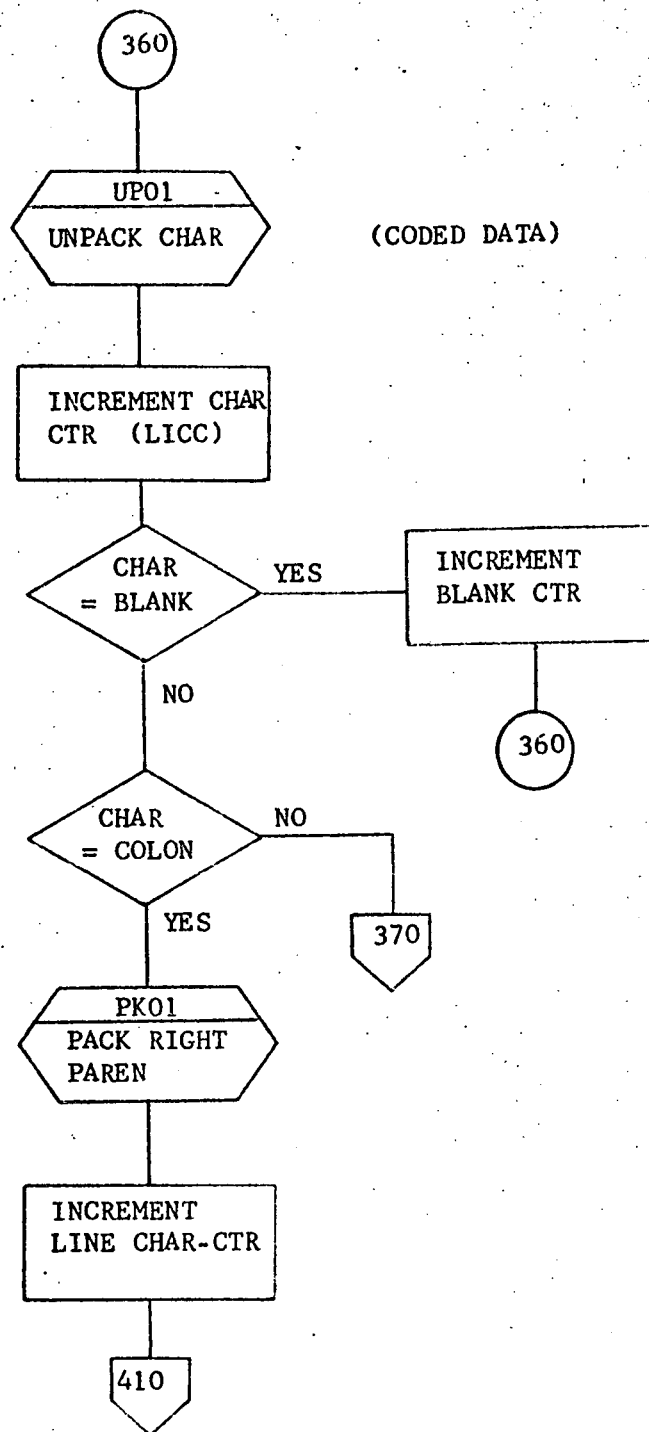 360
UP01
UNPACK CHAR
(CODED DATA)
INCREMENT CHAR
CTR (LICC)
CHAR
= BLANK
YES
INCREMENT
BLANK CTR
360
NO
CHAR
= COLON
NO
370
YES
PK01
PACK RIGHT
PAREN
INCREMENT
LINE CHAR-CTR
410